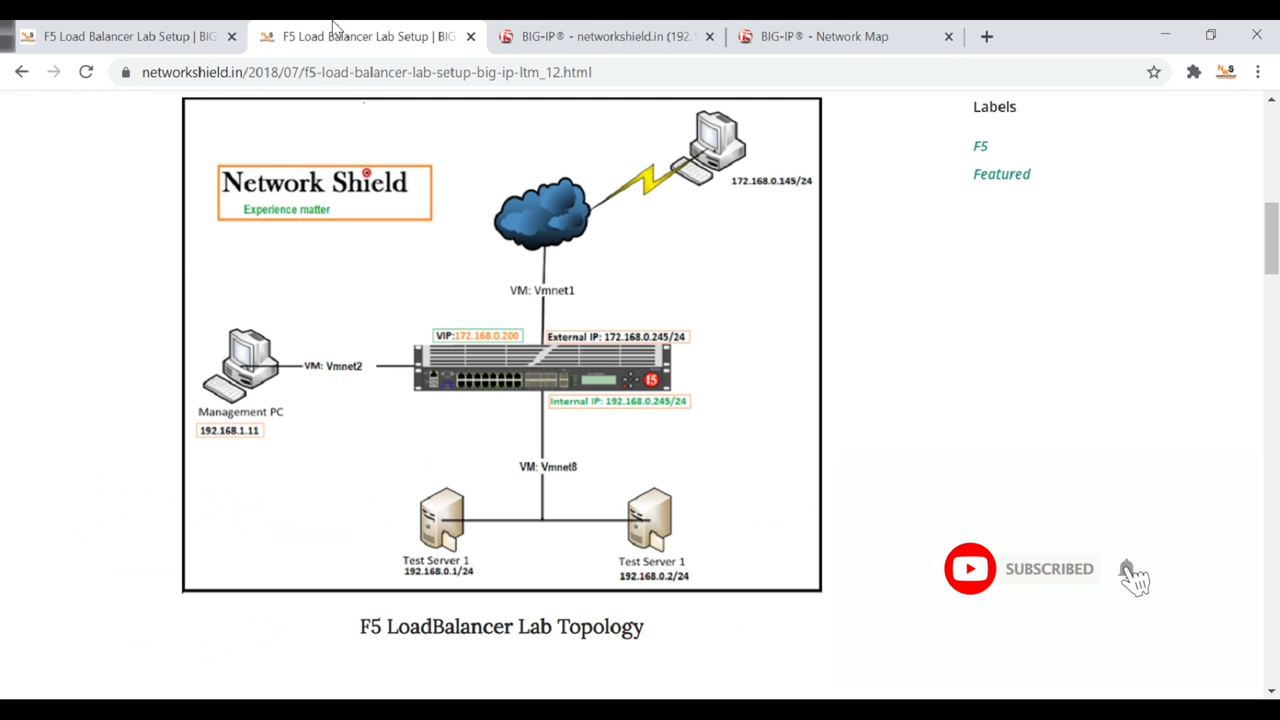 F5 Load Balancer Lab Setup | BIG
F5 Load Balancer Lab Setup | BIG
BIG-IP® - networkshield.in (192.1
BIG-IP® - Network Map
networkshield.in/2018/07/f5-load-balancer-lab-setup-big-ip-ltm_12.html
Labels
F5
Featured
Network Shield
Experience matter
172.168.0.145/24
VM: Vmnet1
VIP:172.168.0.200
External IP: 172.168.0.245/24
VM: Vmnet2
f5
Internal IP: 192.168.0.245/24
Management PC
192.168.1.11
VM: Vmnet8
Test Server 1
192.168.0.1/24
Test Server 1
192.168.0.2/24
SUBSCRIBED
F5 LoadBalancer Lab Topology